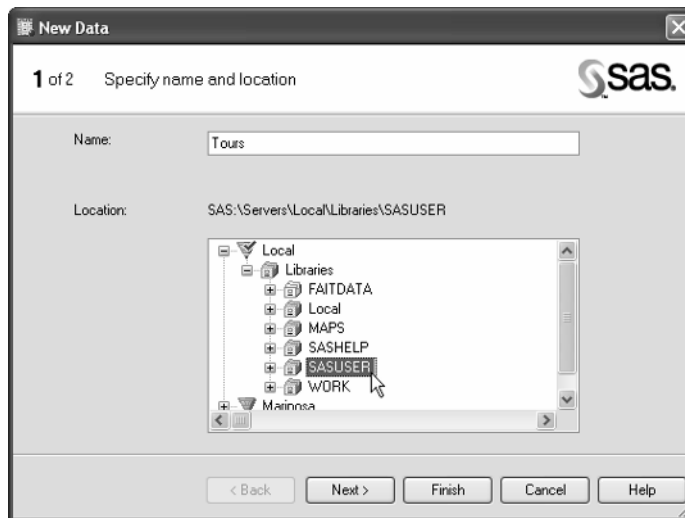 New Data
1 of 2 Specify name and location
sas.
Name: Tours
Location: SAS:\Servers\Local\Libraries\SASUSER
Local
Libraries
FAITDATA
Local
MAPS
SASHELP
SASUSER
WORK
Mariposa
< Back Next > Finish Cancel Help